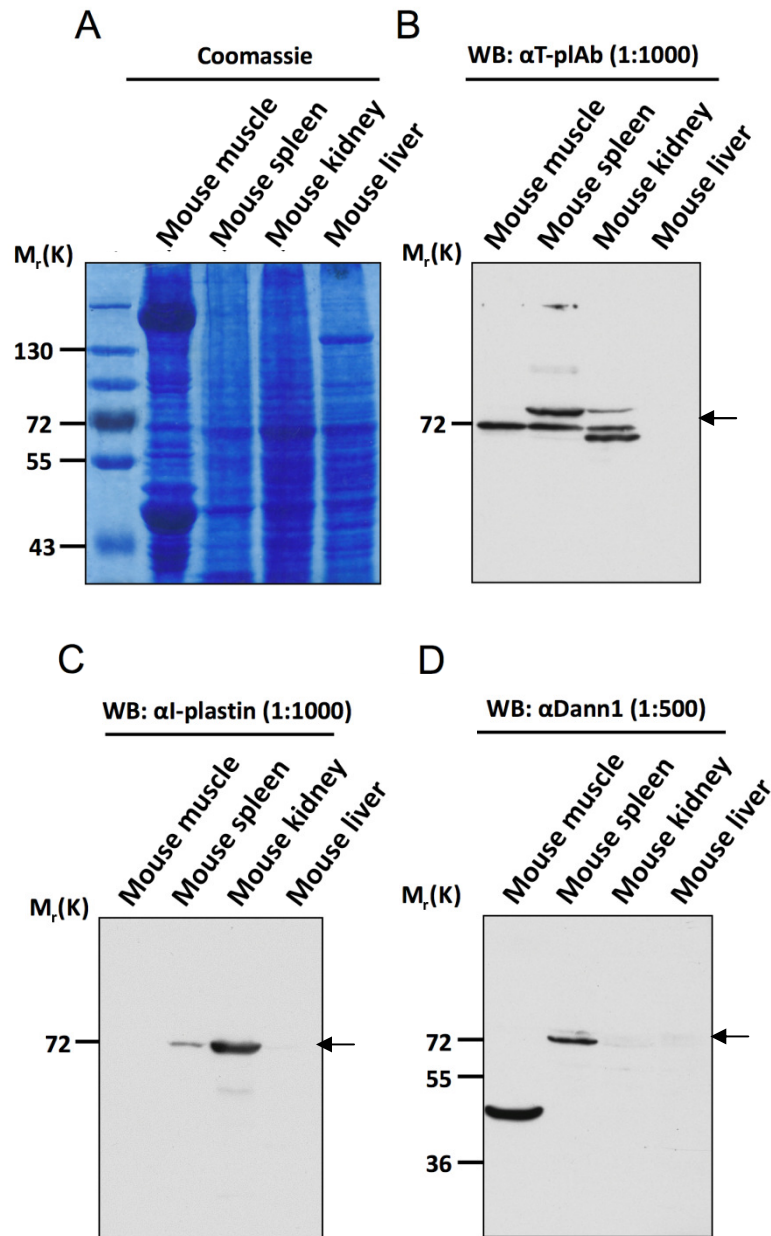 A
Coomassie
Mouse muscle
Mouse spleen
Mouse kidney
Mouse liver
Mr(K)
130
72
55
43
B
WB: αT-plAb (1:1000)
Mouse muscle
Mouse spleen
Mouse kidney
Mouse liver
Mr(K)
72
C
WB: αI-plastin (1:1000)
Mouse muscle
Mouse spleen
Mouse kidney
Mouse liver
Mr(K)
72
D
WB: αDann1 (1:500)
Mouse muscle
Mouse spleen
Mouse kidney
Mouse liver
Mr(K)
72
55
36